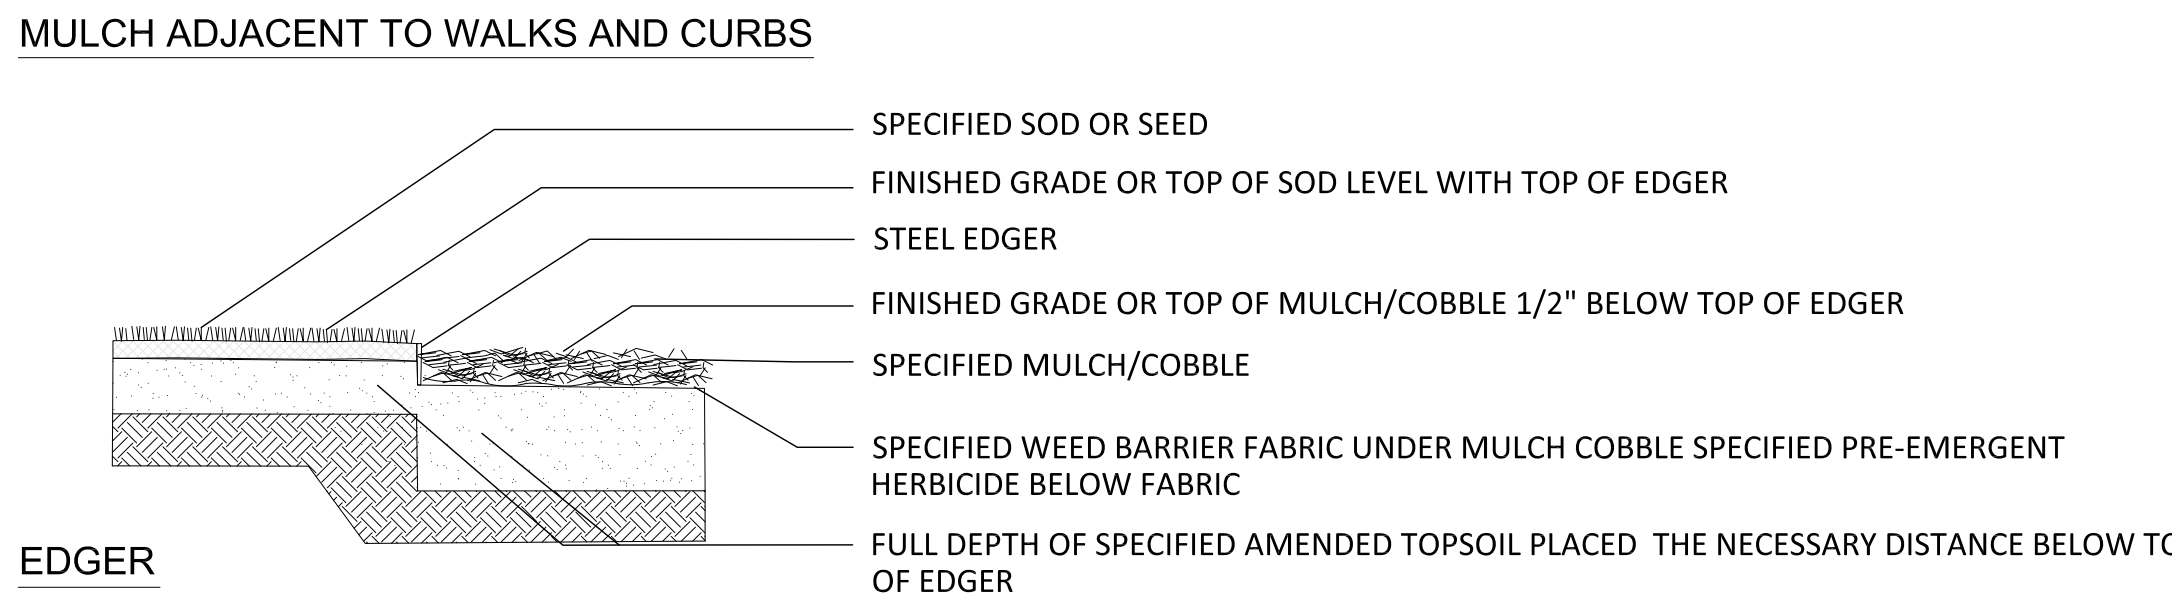 MULCH ADJACENT TO WALKS AND CURBS
SPECIFIED SOD OR SEED
FINISHED GRADE OR TOP OF SOD LEVEL WITH TOP OF EDGER
STEEL EDGER
FINISHED GRADE OR TOP OF MULCH/COBBLE 1/2" BELOW TOP OF EDGER
SPECIFIED MULCH/COBBLE
SPECIFIED WEED BARRIER FABRIC UNDER MULCH COBBLE SPECIFIED PRE-EMERGENT
HERBICIDE BELOW FABRIC
FULL DEPTH OF SPECIFIED AMENDED TOPSOIL PLACED  THE NECESSARY DISTANCE BELOW
OF EDGER
EDGER